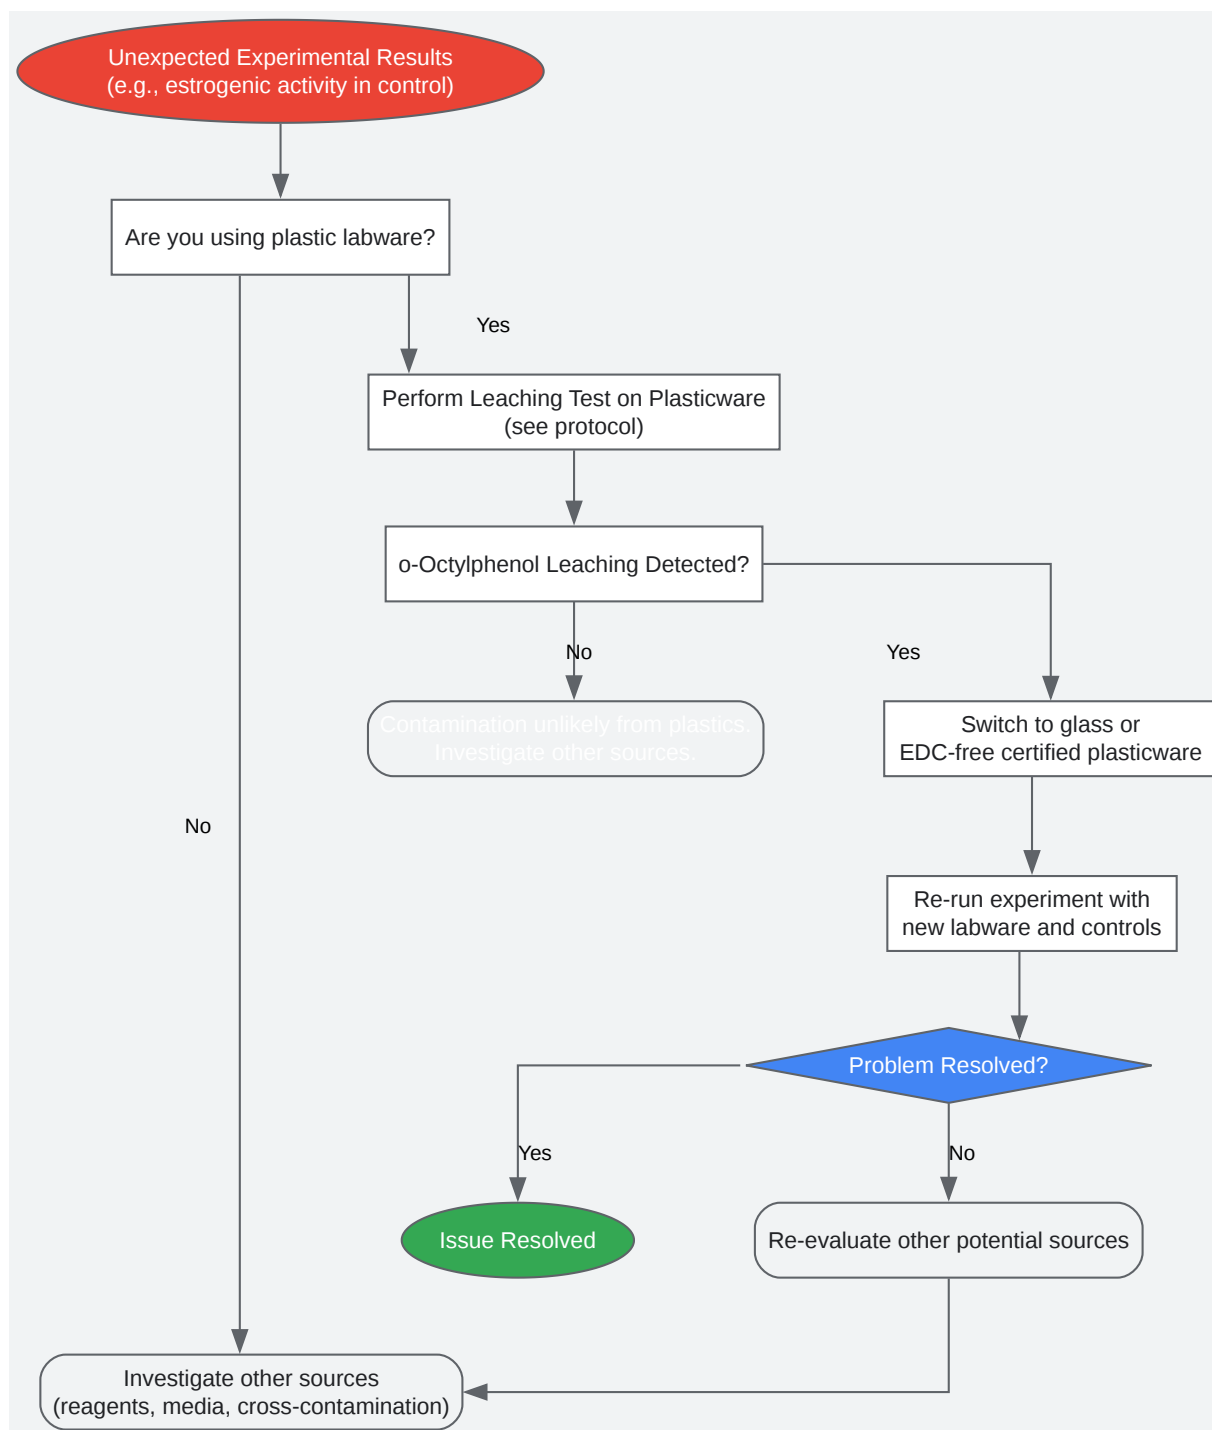 Unexpected Experimental Results
(e.g., estrogenic activity in control)
Are you using plastic labware?
Yes
Perform Leaching Test on Plasticware
(see protocol)
o-Octylphenol Leaching Detected?
No
Yes
Contamination unlikely from plastics.
Investigate other sources.
Switch to glass or
EDC-free certified plasticware
No
Re-run experiment with
new labware and controls
Problem Resolved?
Yes
No
Issue Resolved
Re-evaluate other potential sources
Investigate other sources
(reagents, media, cross-contamination)